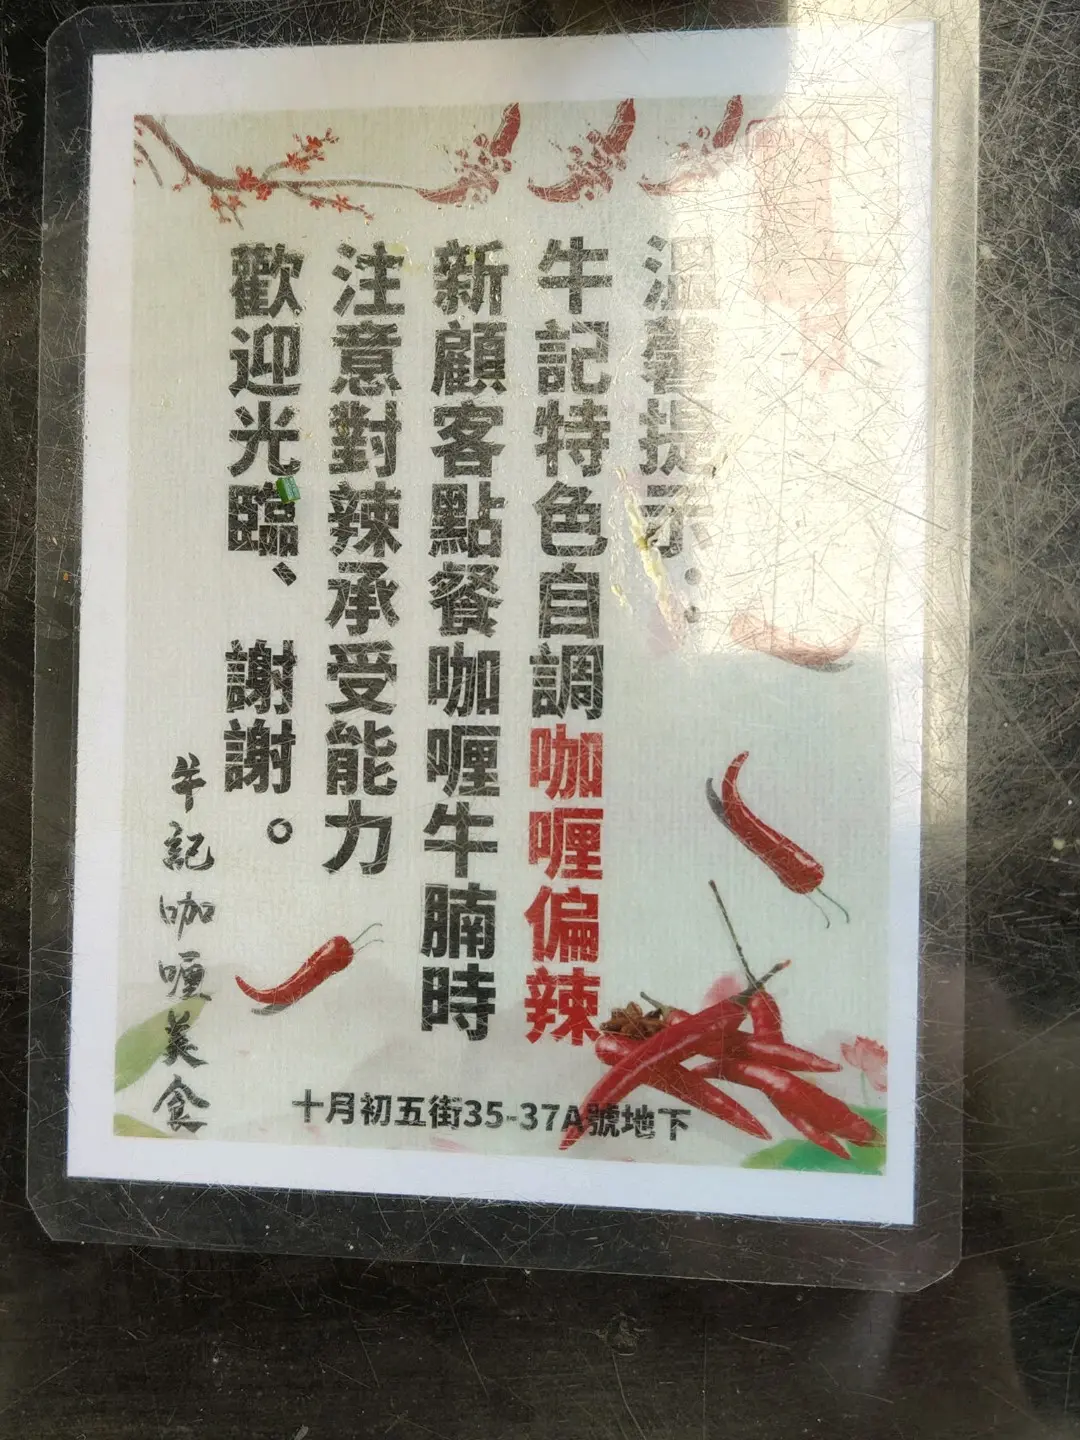 溫馨提示：
牛記特色自調咖喱偏辣
新顧客點餐咖喱牛腩時
注意對辣承受能力
歡迎光臨、謝謝。
牛記咖喱美食
十月初五街35-37A號地下